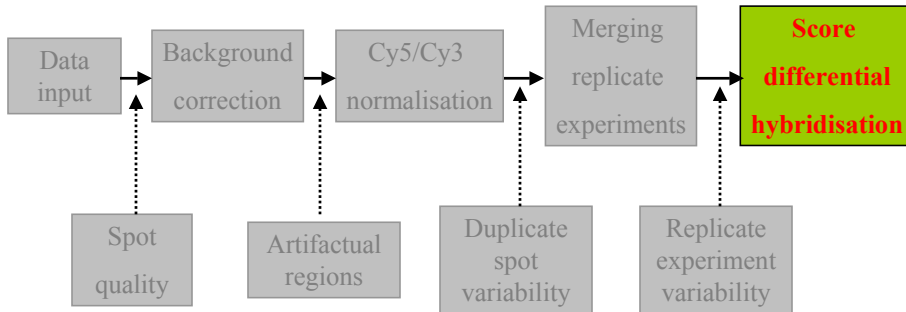 Data
input
Background
correction
Cy5/Cy3
normalisation
Merging
replicate
experiments
Score
differential
hybridisation
Spot
quality
Artifactual
regions
Duplicate
spot
variability
Replicate
experiment
variability